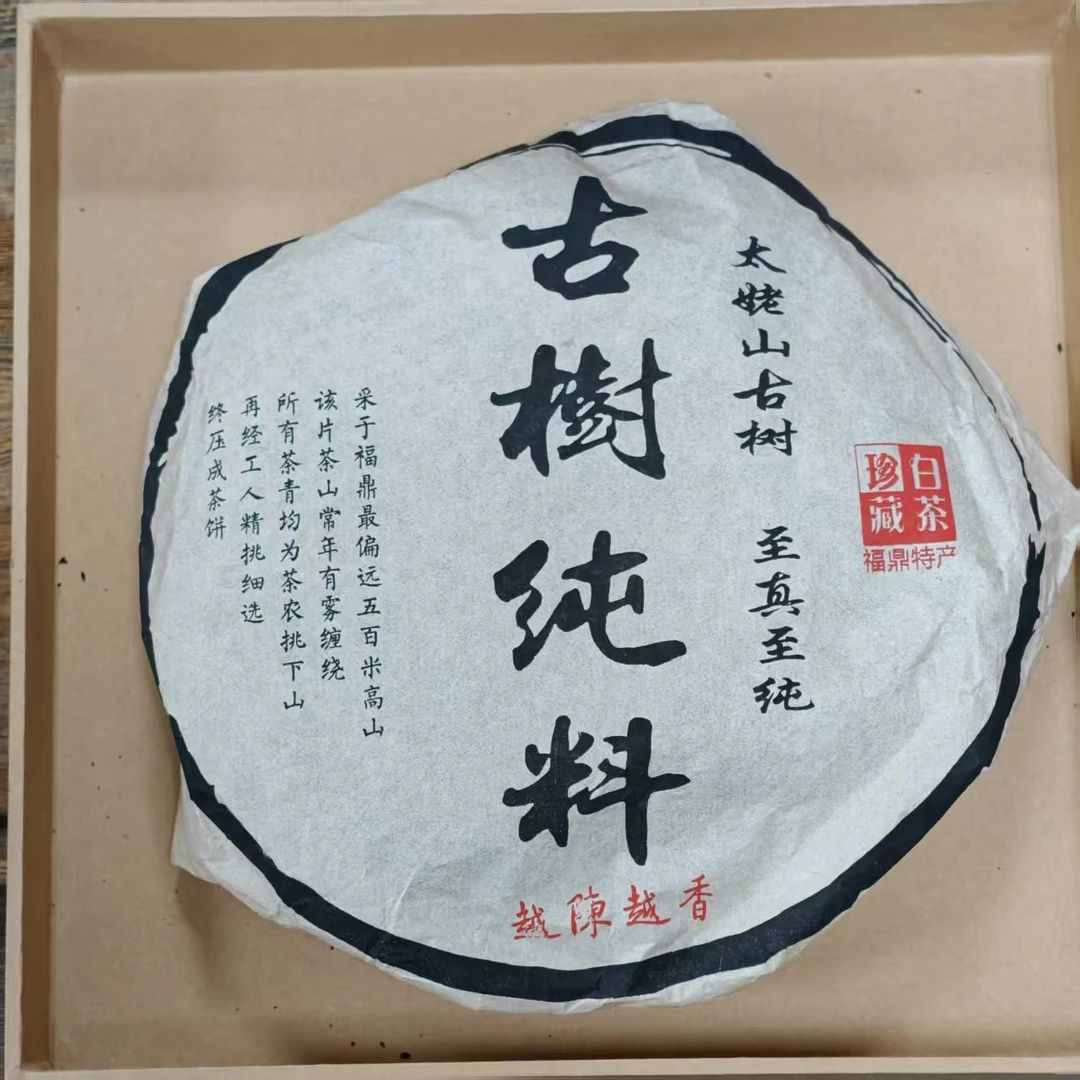 太姥山古树 至真至纯
白茶
珍藏
福鼎特产
古樹纯料
越陳越香
采于福鼎最偏远五百米高山
该片茶山常年有雾缠绕
所有茶青均为茶农挑下山
再经工人精挑细选
终压成茶饼